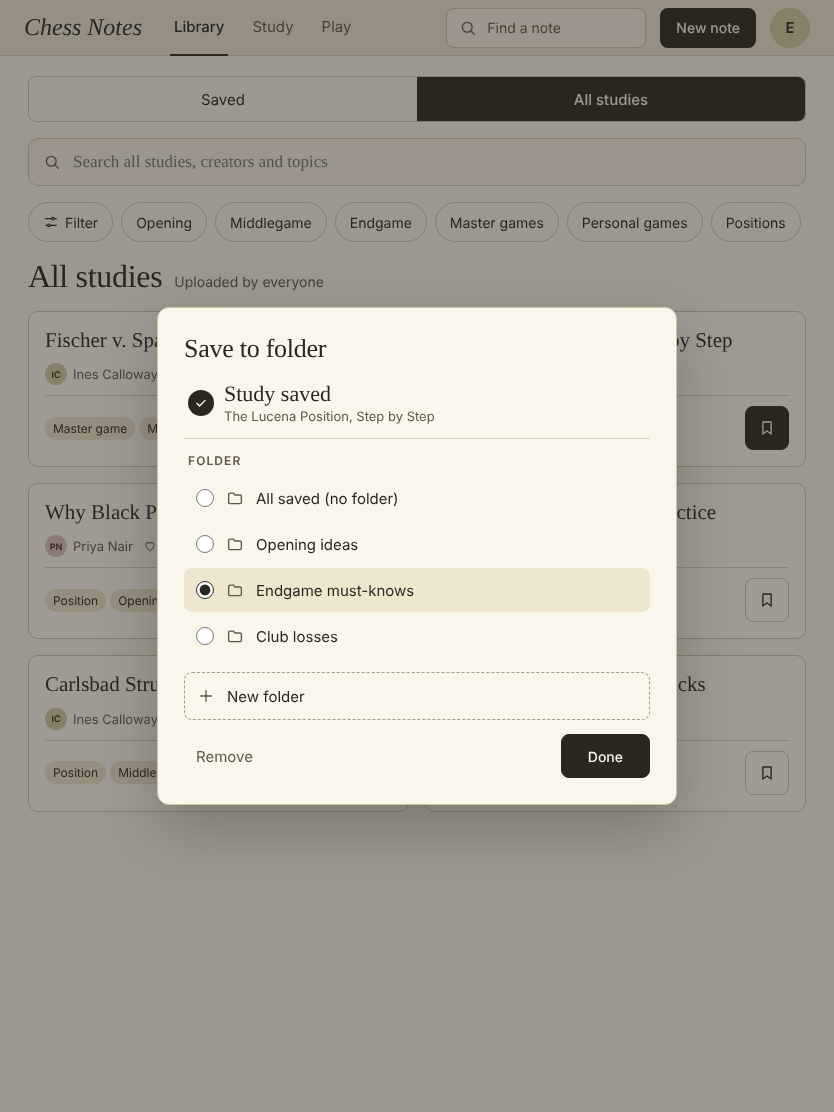 Chess Notes Library Study Play Find a note New note E
Saved All studies
Search all studies, creators and topics
Filter Opening Middlegame Endgame Master games Personal games Positions
All studies Uploaded by everyone
Fischer v. by Step
IC Ines Calloway
Master game
Why Black ctice
PN Priya Nair
Position
Carlsbad cks
IC Ines Calloway
Position
Save to folder
Study saved
The Lucena Position, Step by Step
FOLDER
All saved (no folder)
Opening ideas
Endgame must-knows
Club losses
New folder
Remove Done